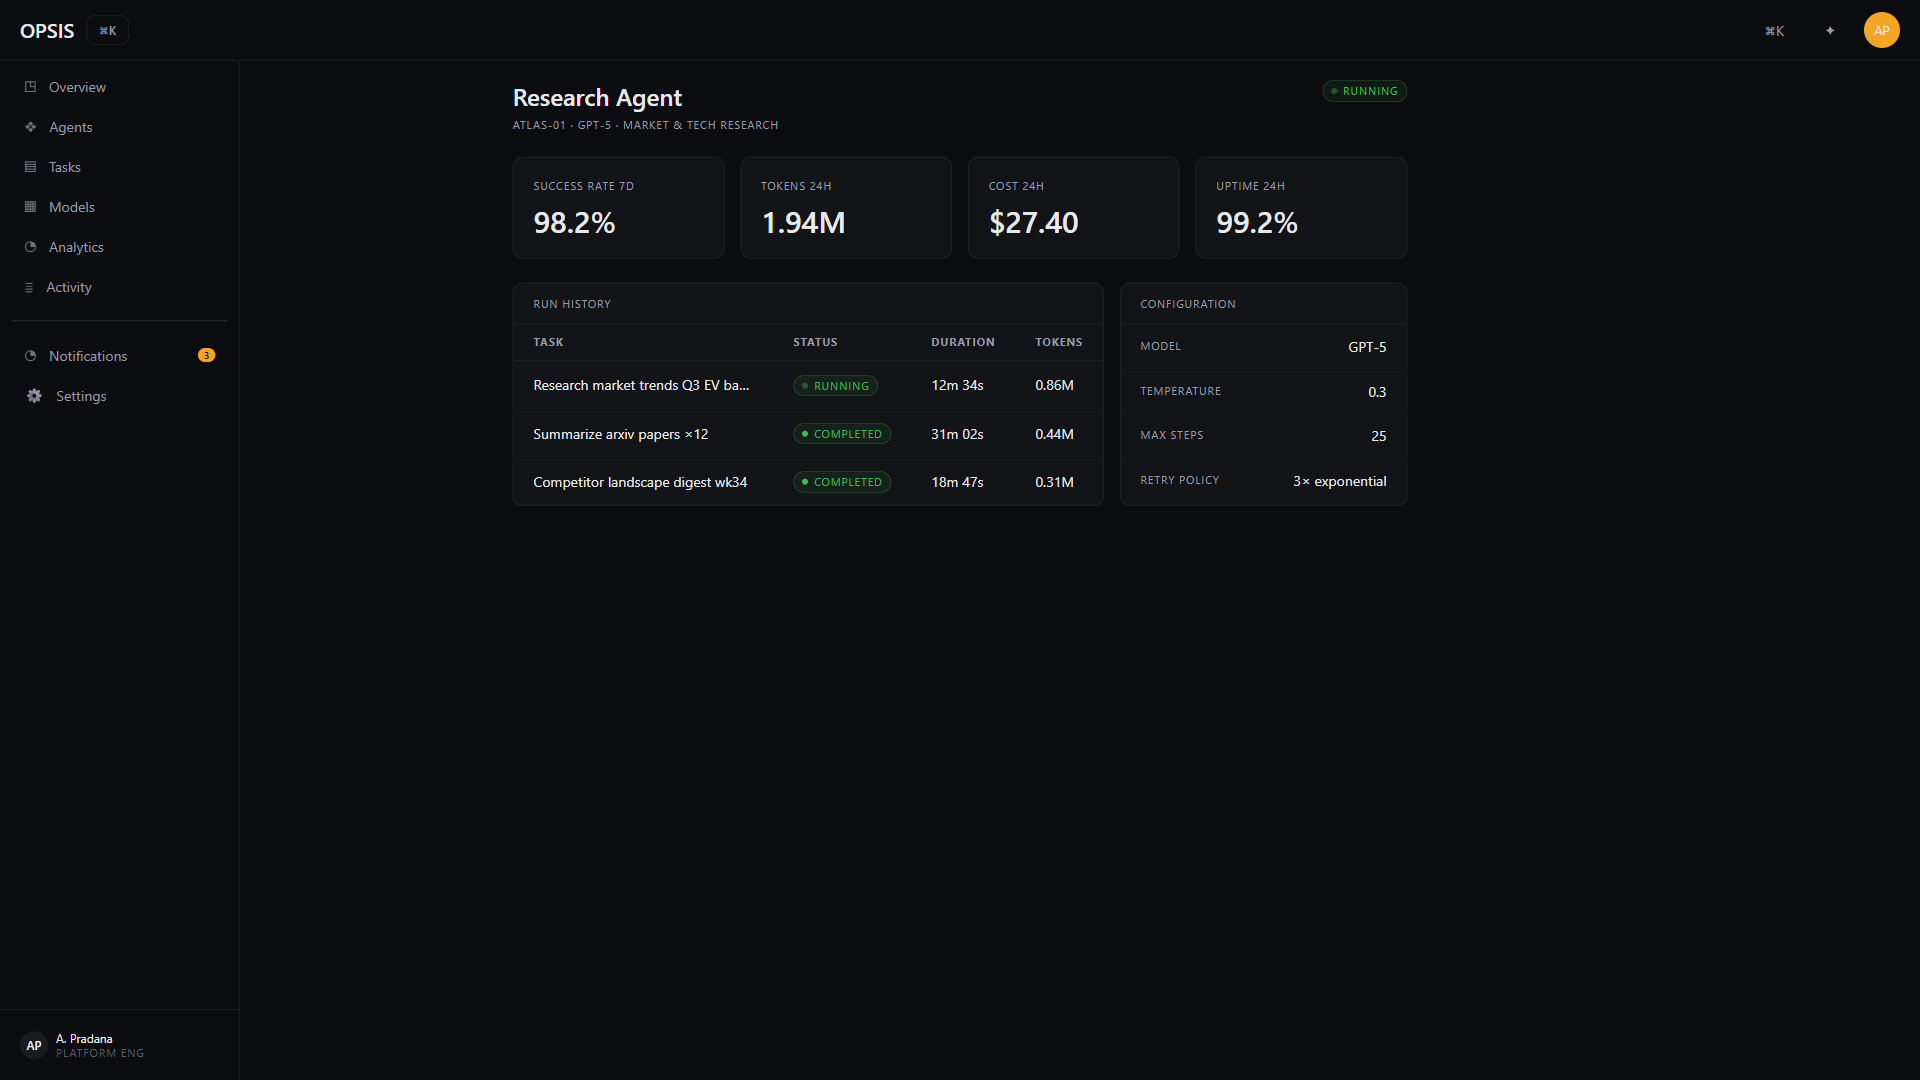 OPSIS ⌘K ⌘K ✦ AP
Overview
Agents
Tasks
Models
Analytics
Activity
Notifications 3
Settings
AP
A. Pradana
PLATFORM ENG
Research Agent
RUNNING
ATLAS-01 · GPT-5 · MARKET & TECH RESEARCH
SUCCESS RATE 7D
98.2%
TOKENS 24H
1.94M
COST 24H
$27.40
UPTIME 24H
99.2%
RUN HISTORY
TASK STATUS DURATION TOKENS
Research market trends Q3 EV ba... RUNNING 12m 34s 0.86M
Summarize arxiv papers ×12 COMPLETED 31m 02s 0.44M
Competitor landscape digest wk34 COMPLETED 18m 47s 0.31M
CONFIGURATION
MODEL GPT-5
TEMPERATURE 0.3
MAX STEPS 25
RETRY POLICY 3× exponential